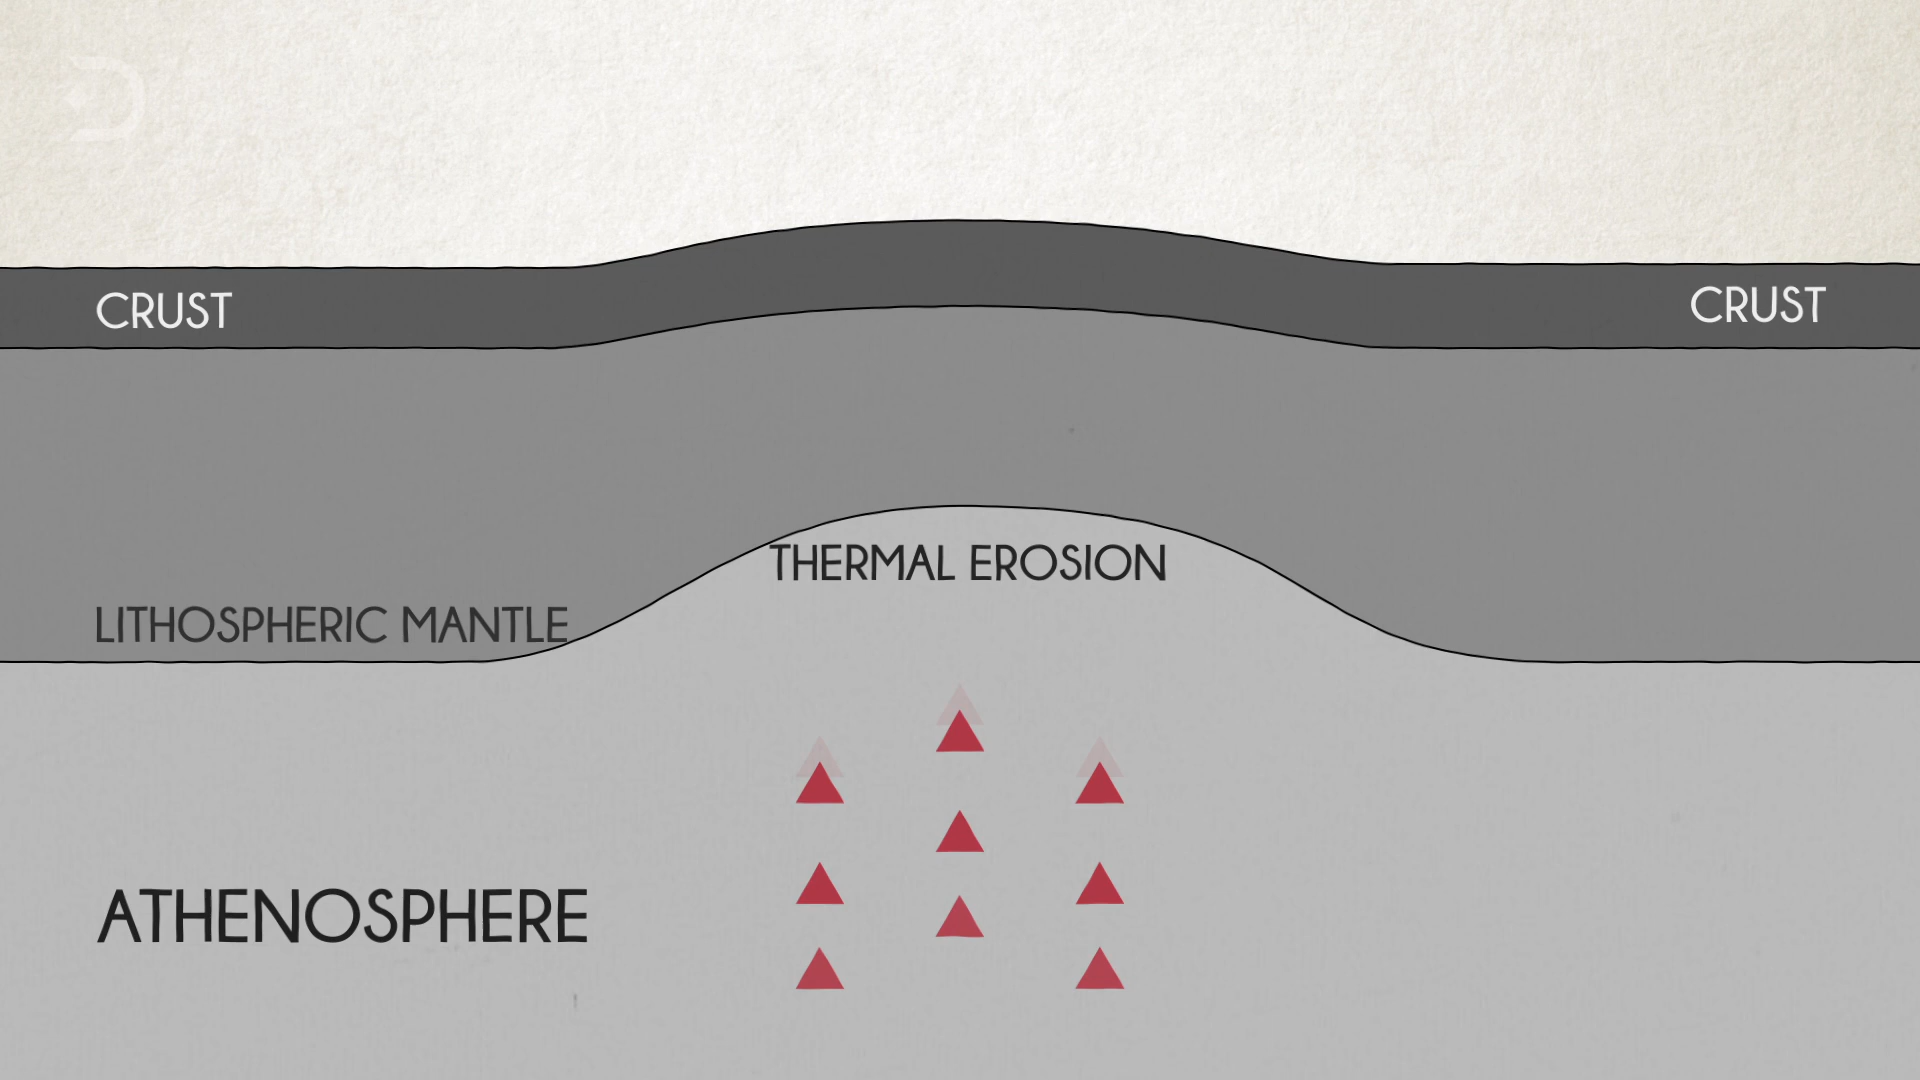 CRUST
CRUST
THERMAL EROSION
LITHOSPHERIC MANTLE
ATHENOSPHERE